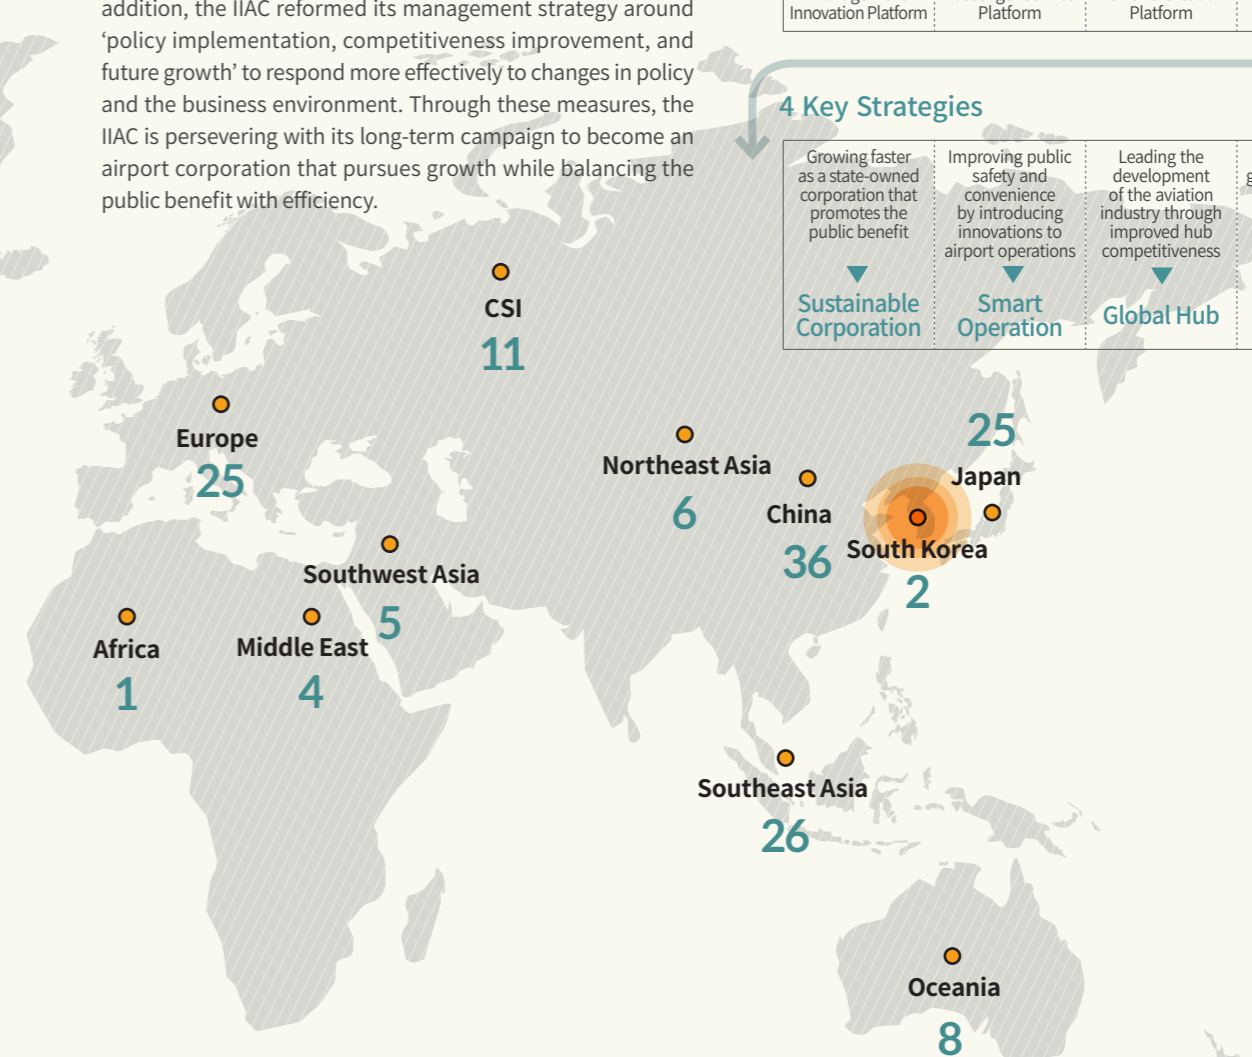 addition, the IIAC reformed its management strategy around
‘policy implementation, competitiveness improvement, and
future growth’ to respond more effectively to changes in policy
and the business environment. Through these measures, the
IIAC is persevering with its long-term campaign to become an
airport corporation that pursues growth while balancing the
public benefit with efficiency.
Innovation Platform
Platform
Platform
4 Key Strategies
Growing faster
as a state-owned
corporation that
promotes the
public benefit
Sustainable
Corporation
Improving public
safety and
convenience
by introducing
innovations to
airport operations
Smart
Operation
Leading the
development
of the aviation
industry through
improved hub
competitiveness
Global Hub
CSI
11
Europe
25
Northeast Asia
6
China
36
25
Japan
South Korea
2
Southwest Asia
5
Africa
1
Middle East
4
Southeast Asia
26
Oceania
8